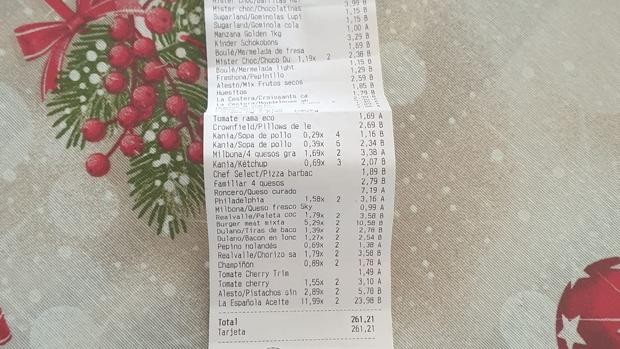 Mister Choc/Barritas 3,99 B
Mister Choc/Chocolatinas 1,15 B
Sugarland/Gominolas Lupi 1,15 B
Sugarland/Gominola cola 1,00 A
Manzana Golden 1kg 3,29 B
Kinder Schokobons 1,69 B
Boulé/Mermelada de fresa 2,38 B
Mister Choc/Choco Du 1,19x 2 1,15 B
Boulé/Mermelada light 1,29 B
Freshona/Pepinillo 2,59 B
Alesto/Mix Frutos secos 1,85 B
Huesitos 1,79 B
La Cestera/Croissants ca
Tomate rama eco 1,69 A
Crownfield/Pillows de le 2,69 B
Kania/Sopa de pollo 0,29x 4 1,16 B
Kania/Sopa de pollo 0,39x 6 2,34 B
Milbona/4 quesos gra 1,69x 2 3,38 A
Kania/Kétchup 0,69x 3 2,07 B
Chef Select/Pizza barbac 1,89 B
Familiar 4 quesos 2,79 B
Roncero/Queso curado 7,19 A
Philadelphia 1,58x 2 3,16 A
Milbona/Queso fresco Sky 0,99 A
Realvalle/Paleta coc 1,79x 2 3,58 B
Burger meat mixta 5,29x 2 10,58 B
Dulano/Tiras de baco 1,39x 2 2,78 B
Dulano/Bacon en lonc 1,27x 2 2,54 B
Pepino holandés 0,69x 2 1,38 A
Realvalle/Chorizo sa 1,79x 2 3,58 B
Champiñón 0,89x 2 1,78 A
Tomate Cherry Trim 1,49 A
Tomate cherry 1,55x 2 3,10 A
Alesto/Pistachos sin 2,89x 2 5,78 B
La Española Aceite 11,99x 2 23,98 B
Total 261,21
Tarjeta 261,21